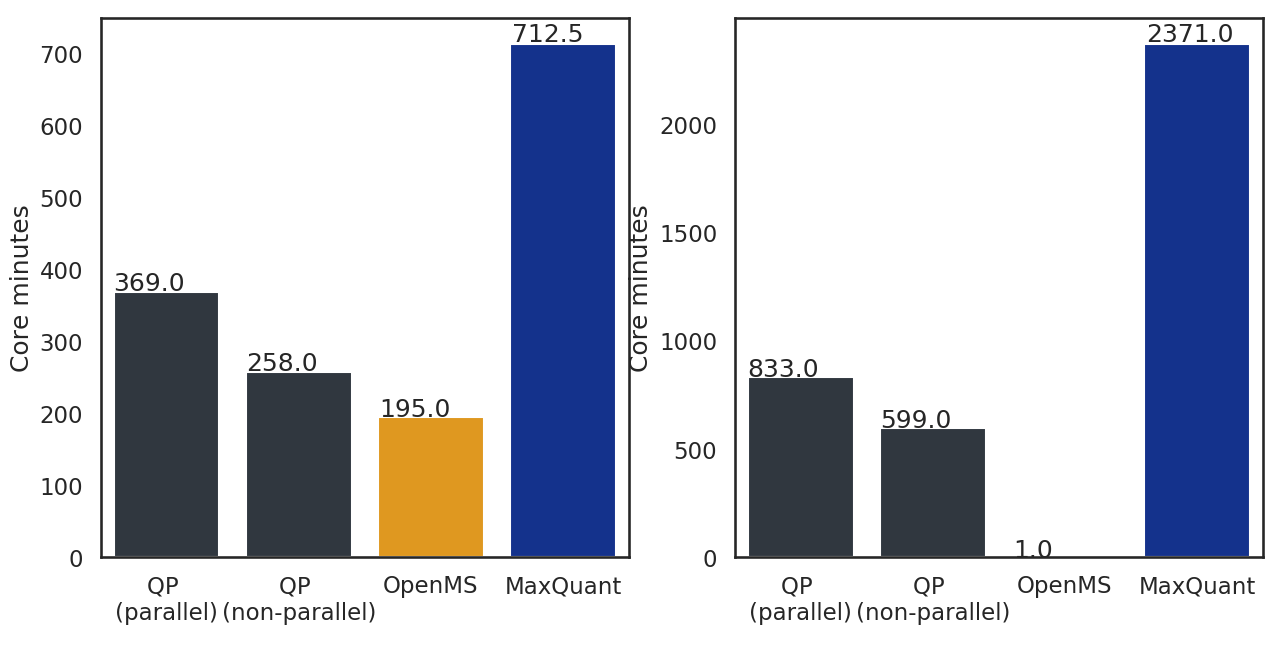 Core minutes
700
600
500
400
300
200
100
0
369.0
258.0
195.0
712.5
QP
(parallel)
QP
(non-parallel)
OpenMS
MaxQuant
Core minutes
2000
1500
1000
500
0
833.0
599.0
1.0
2371.0
QP
(parallel)
QP
(non-parallel)
OpenMS
MaxQuant